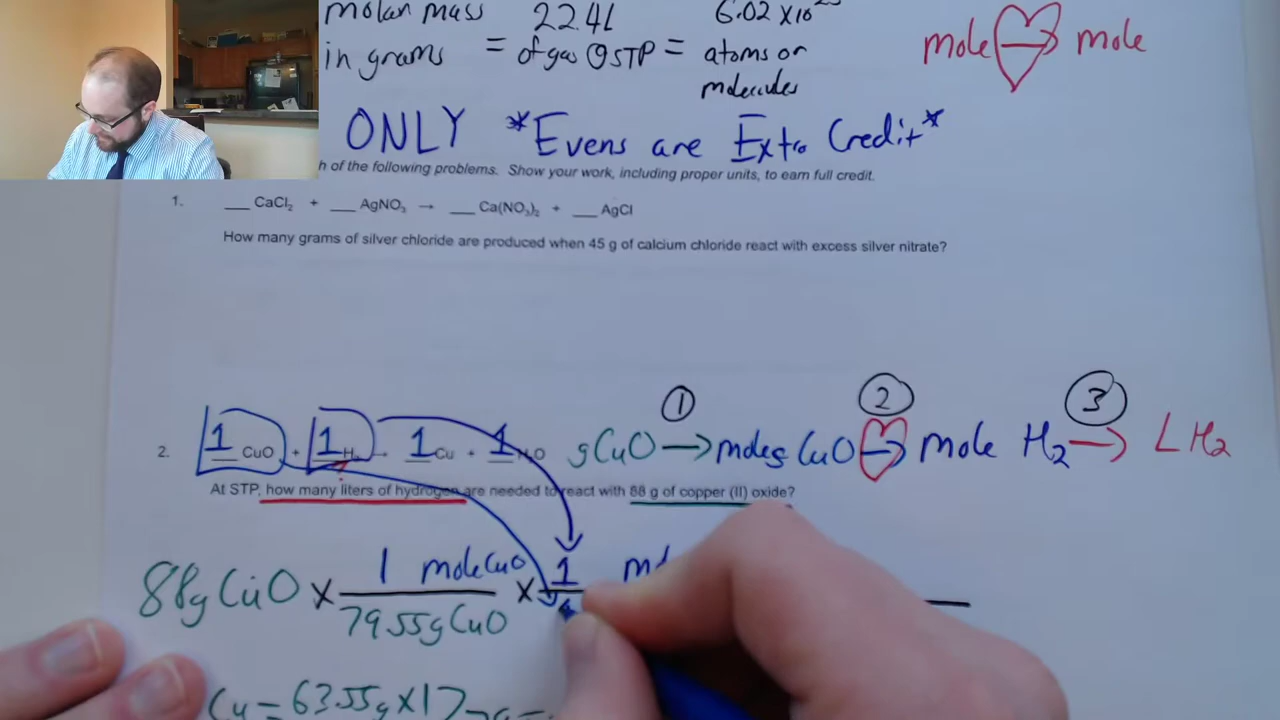 molar mass = 22.4L = 6.02 x10
in grams of gas @ STP atoms or
molecules
mole → mole
ONLY *Evens are Extra Credit*
h of the following problems. Show your work, including proper units, to earn full credit.
1. ___ CaCl₂ + ___ AgNO₃ → ___ Ca(NO₃)₂ + ___ AgCl
How many grams of silver chloride are produced when 45 g of calcium chloride react with excess silver nitrate?
① ② ③
2. 1 CuO + 1 H₂ → 1 Cu + 1 H₂O gCuO → moles CuO → mole H₂ → L H₂
At STP, how many liters of hydrogen are needed to react with 88 g of copper (II) oxide?
88g CuO x 1 mole CuO x 1
79.55g CuO
Cu = 63.55g x 1